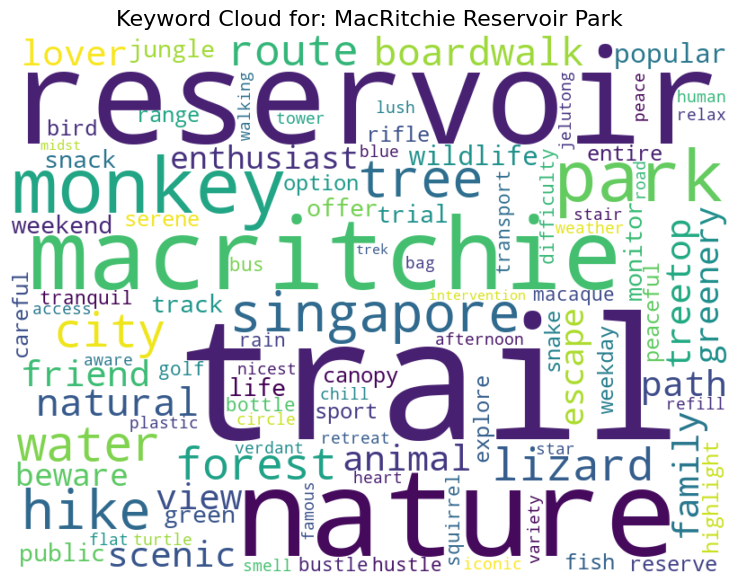 Keyword Cloud for: MacRitchie Reservoir Park
lover
jungle
route
boardwalk
popular
reservoir
walking
jelutong
peace
human
relax
range
tower
lush
bird
rifle
midst
snack
enthusiast
blue
wildlife
entire
monkey
option
tree
park
transport
difficulty
road
weekend
serene
offer
trial
stair
weather
monitor
treetop
greenery
macritchie
trek
bus
bag
careful
tranquil
track
access
intervention
macaque
peaceful
singapore
city
rain
afternoon
snake
escape
weekday
trail
aware
golf
nicest
friend
life
canopy
path
chill
natural
bottle
sport
refill
plastic
circle
explore
water
retreat
star
verdant
family
highlight
beware
forest
animal
heart
lizard
hike
view
nature
famous
squirrel
variety
green
flat
turtle
public
scenic
smell
bustle
hustle
iconic
fish
reserve